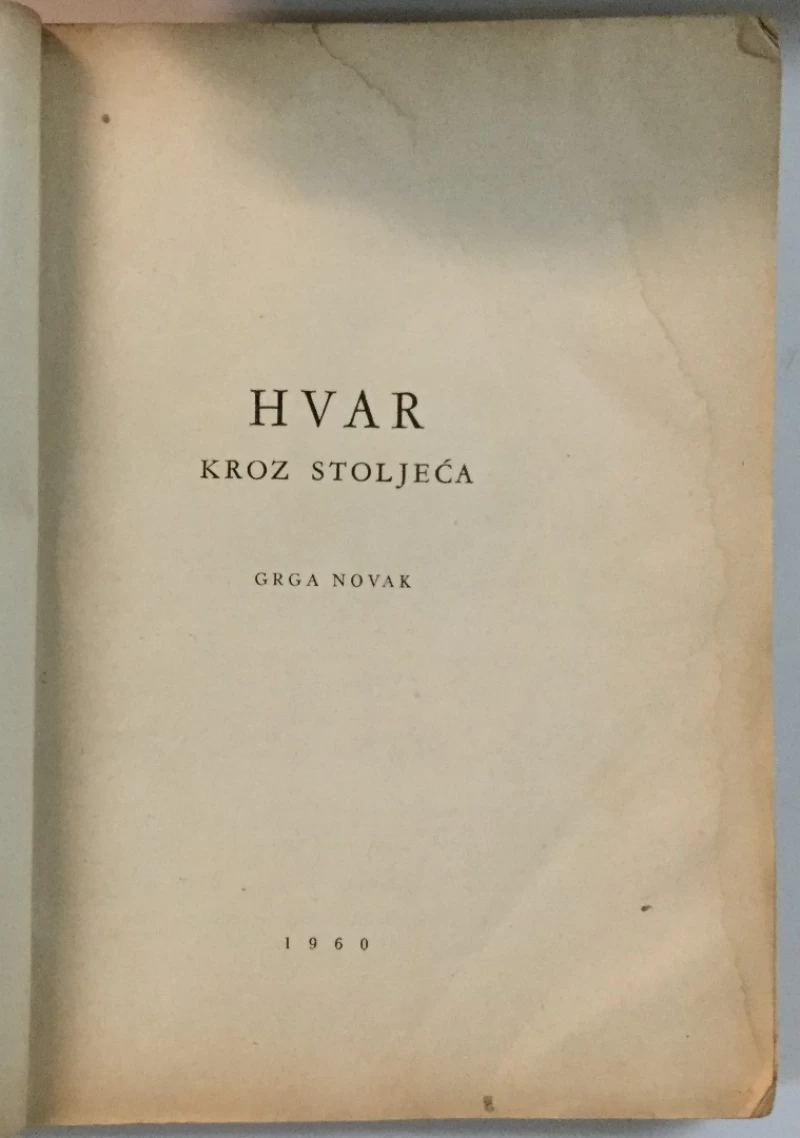 HVAR
KROZ STOLJEĆA
GRGA NOVAK
1960